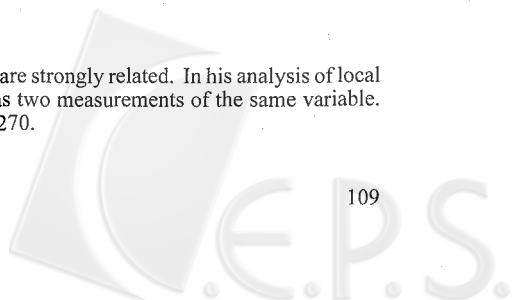 are strongly related. In his analysis of local
as two measurements of the same variable.
270.
109
C.E.P.S.